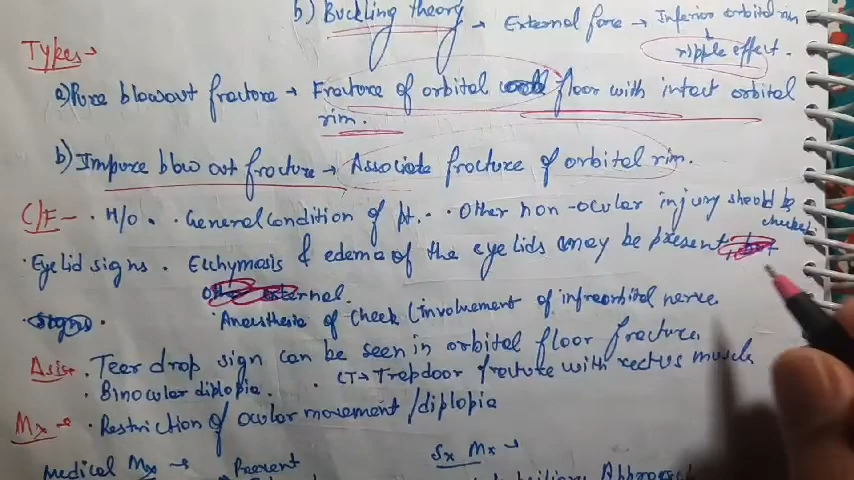 b) Buckling theory → External force → Inferior orbital rim
↓
ripple effect.
Types →
a) Pure blowout fracture → Fracture of orbital floor with intact orbital
rim.
b) Impure blow out fracture → Associate fracture of orbital rim.
C/F - . H/O . . General condition of pt. . Other non-ocular injury should be
checked.
. Eyelid signs . Ecchymosis & edema of the eyelids may be present
. signs . . Anaesthesia of cheek (involvement of infraorbital nerve
. Tear drop sign can be seen in orbital floor fracture.
. Binocular diplopia . . CT → Trapdoor fracture with rectus muscle
Mx → . Restriction of ocular movement / diplopia
Medical Mx → Prevent
Sx Mx →